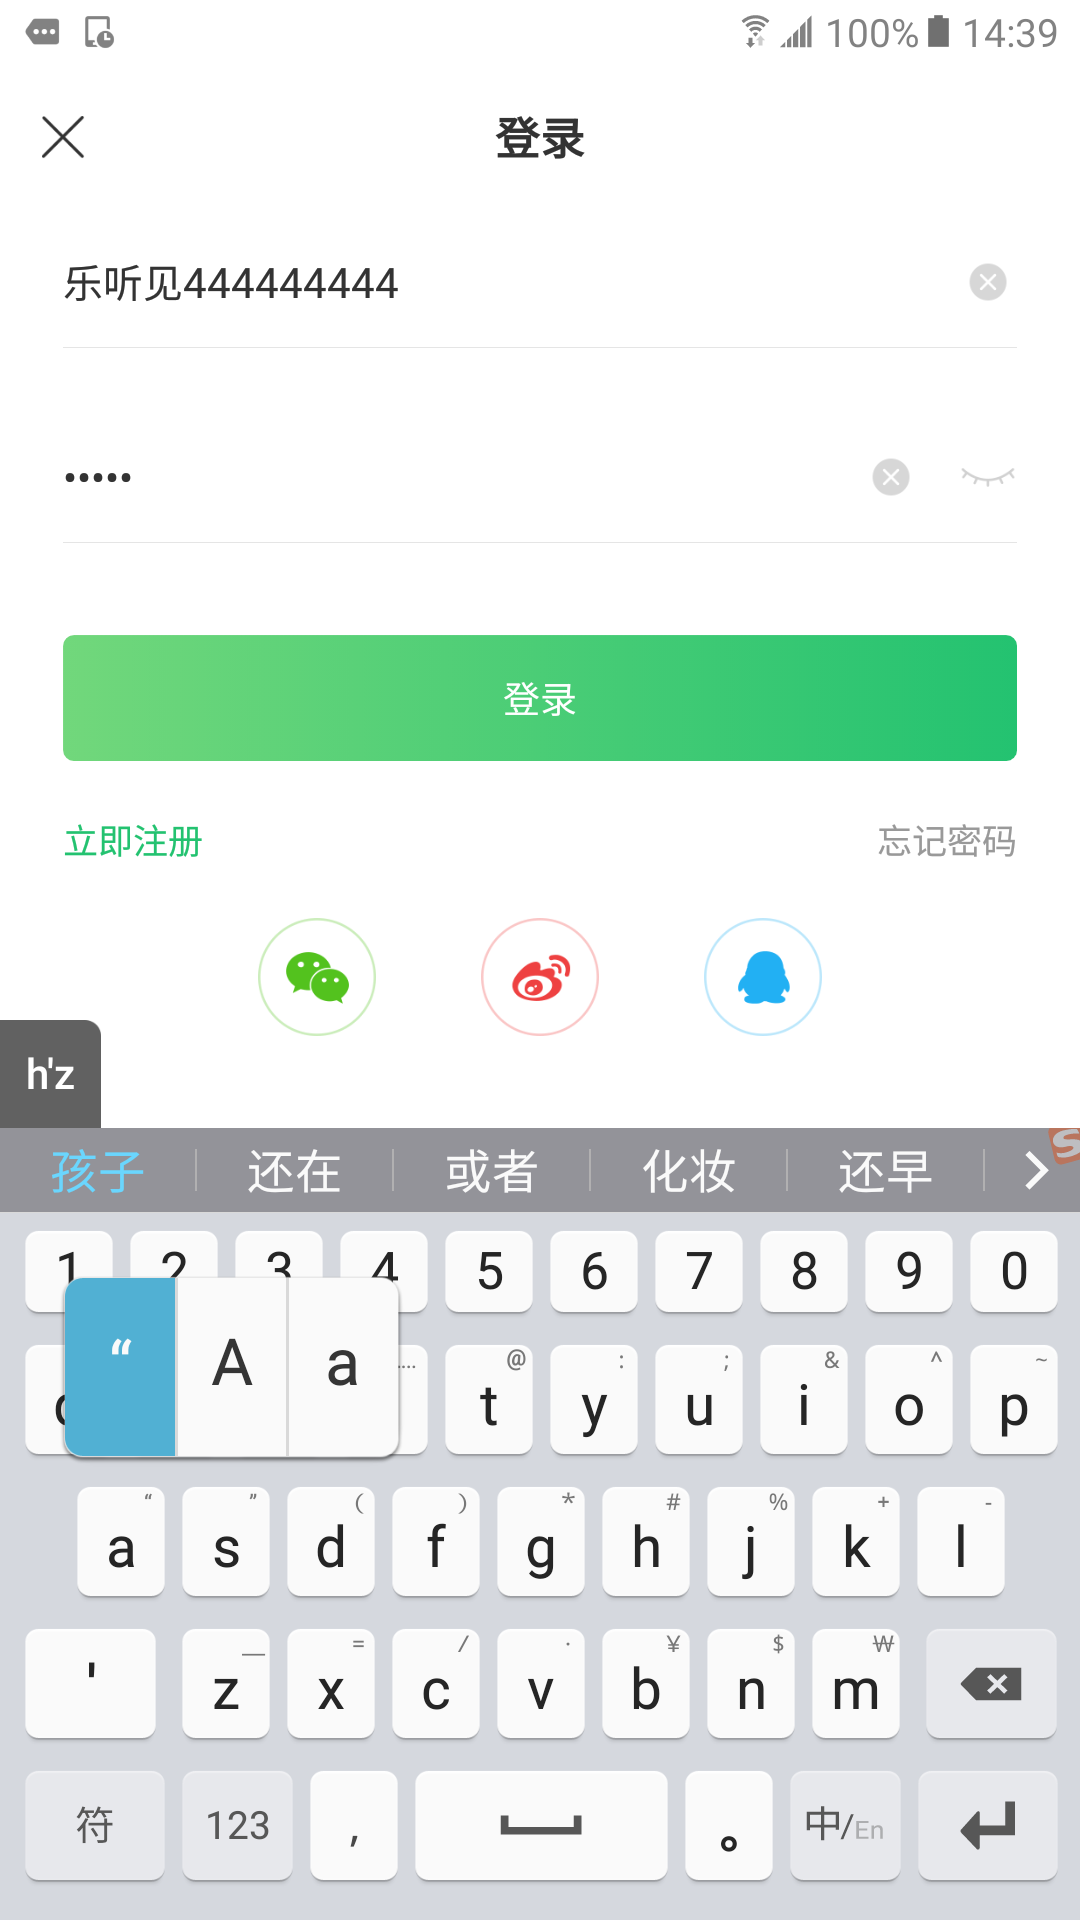 100% 14:39
登录
乐听见444444444
•••••
登录
立即注册 忘记密码
h'z
孩子 还在 或者 化妆 还早
1 2 3 4 5 6 7 8 9 0
“ A a
@ : ; & ^ ~
t y u i o p
“ ” ( ) * # % + -
a s d f g h j k l
— = / · ¥ $ ₩
' z x c v b n m
符 123 , 。 中/En